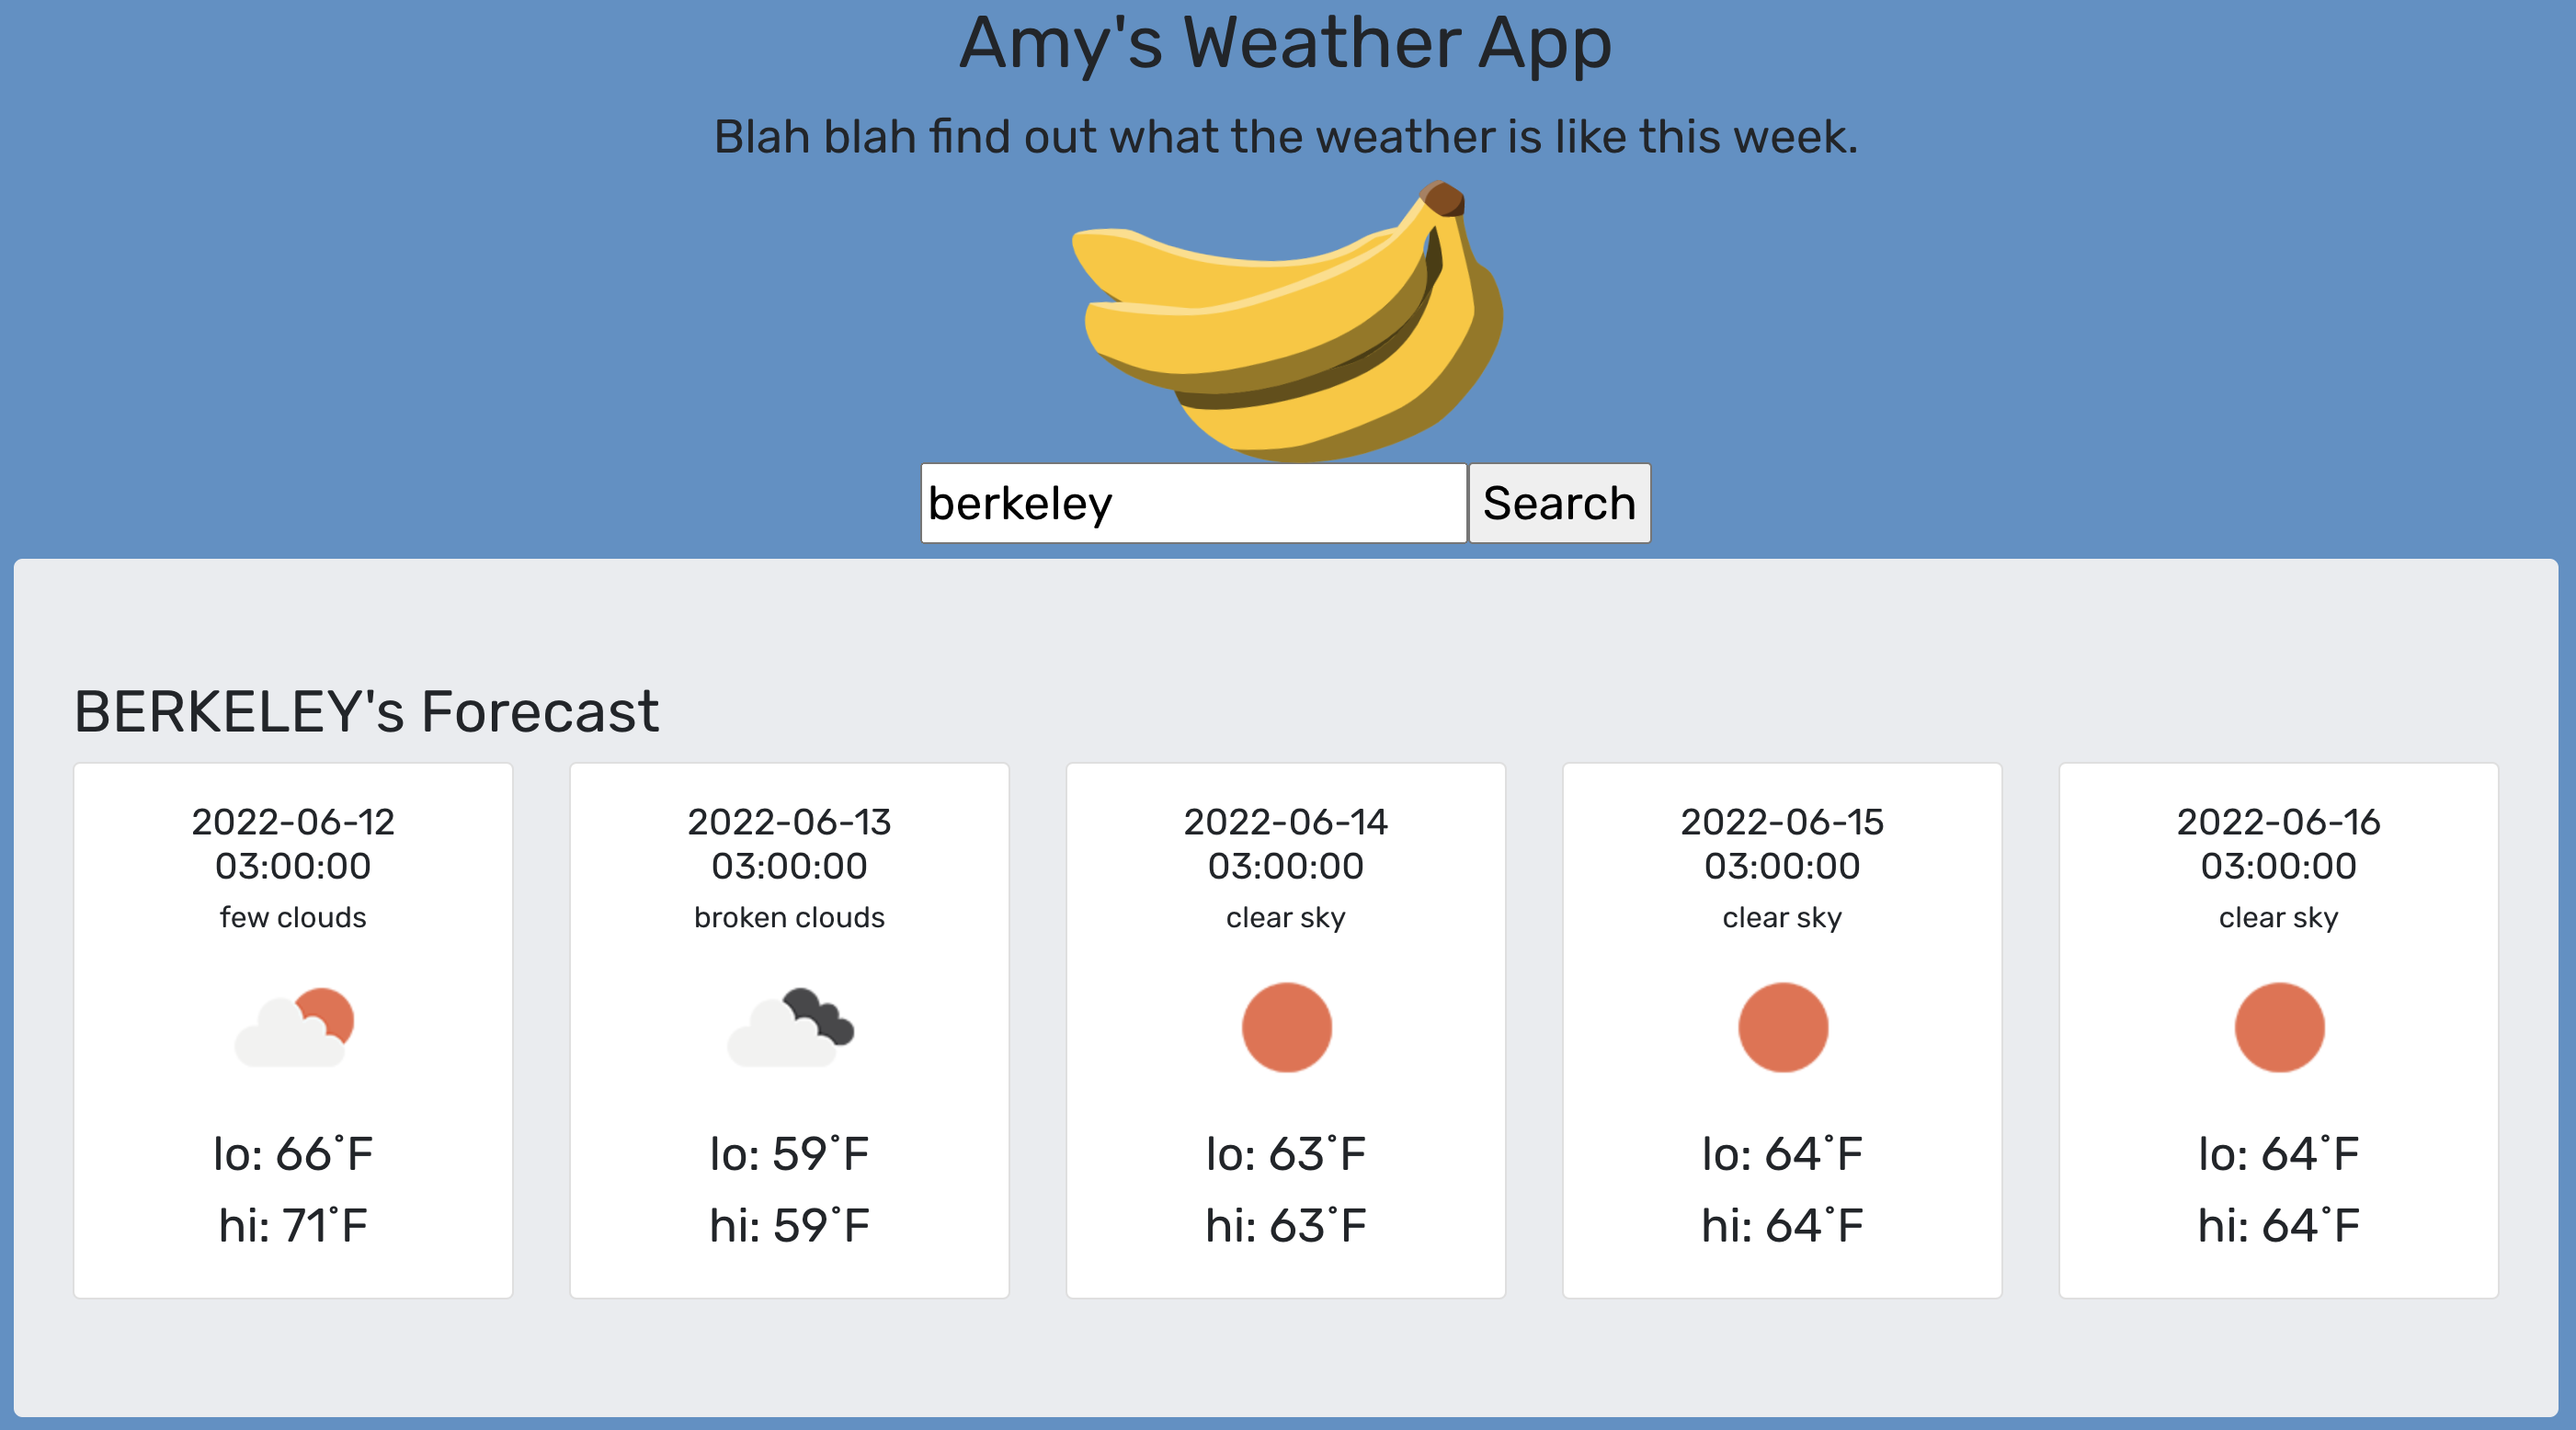 Amy's Weather App
Blah blah find out what the weather is like this week.
berkeley
Search
BERKELEY's Forecast
2022-06-12
03:00:00
few clouds
lo: 66°F
hi: 71°F
2022-06-13
03:00:00
broken clouds
lo: 59°F
hi: 59°F
2022-06-14
03:00:00
clear sky
lo: 63°F
hi: 63°F
2022-06-15
03:00:00
clear sky
lo: 64°F
hi: 64°F
2022-06-16
03:00:00
clear sky
lo: 64°F
hi: 64°F